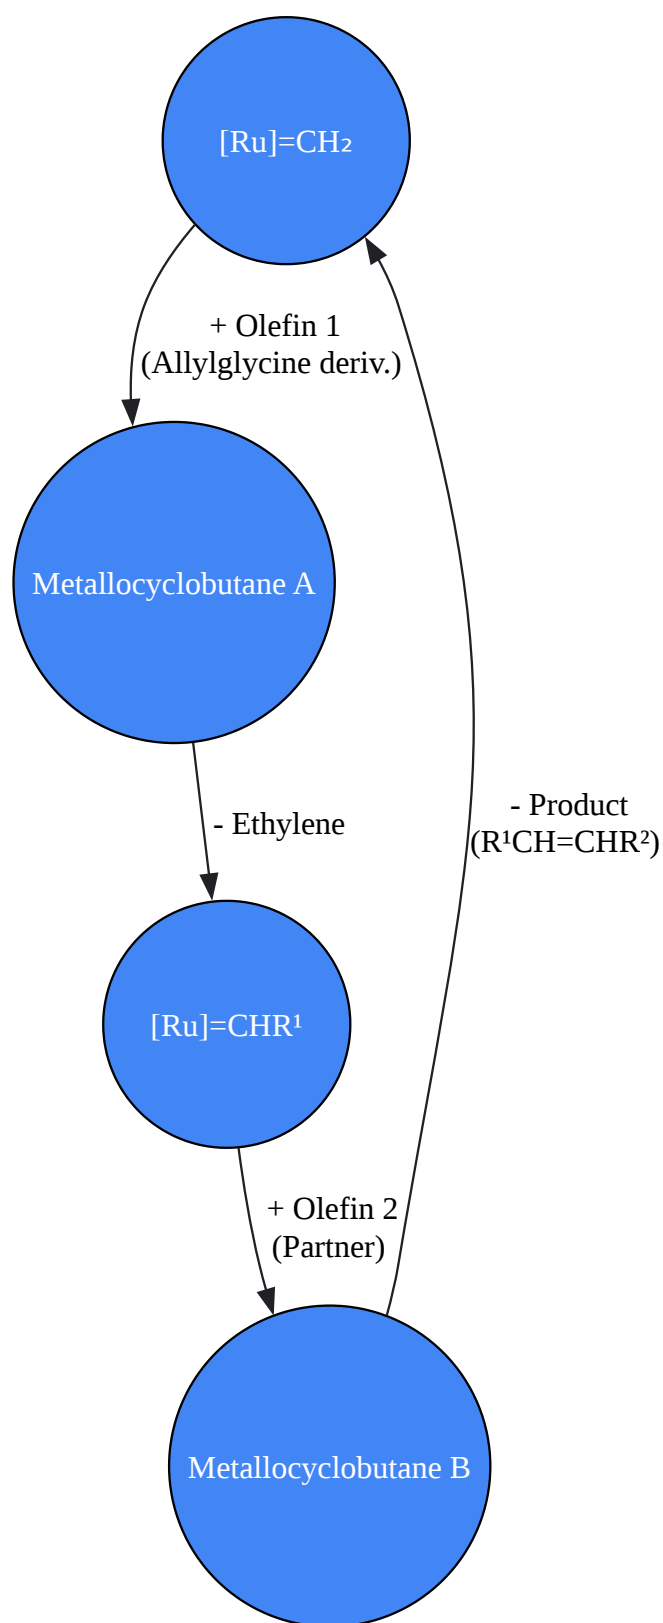 [Ru]=CH₂
+ Olefin 1
(Allylglycine deriv.)
Metallocyclobutane A
- Ethylene
- Product
(R¹CH=CHR²)
[Ru]=CHR¹
+ Olefin 2
(Partner)
Metallocyclobutane B